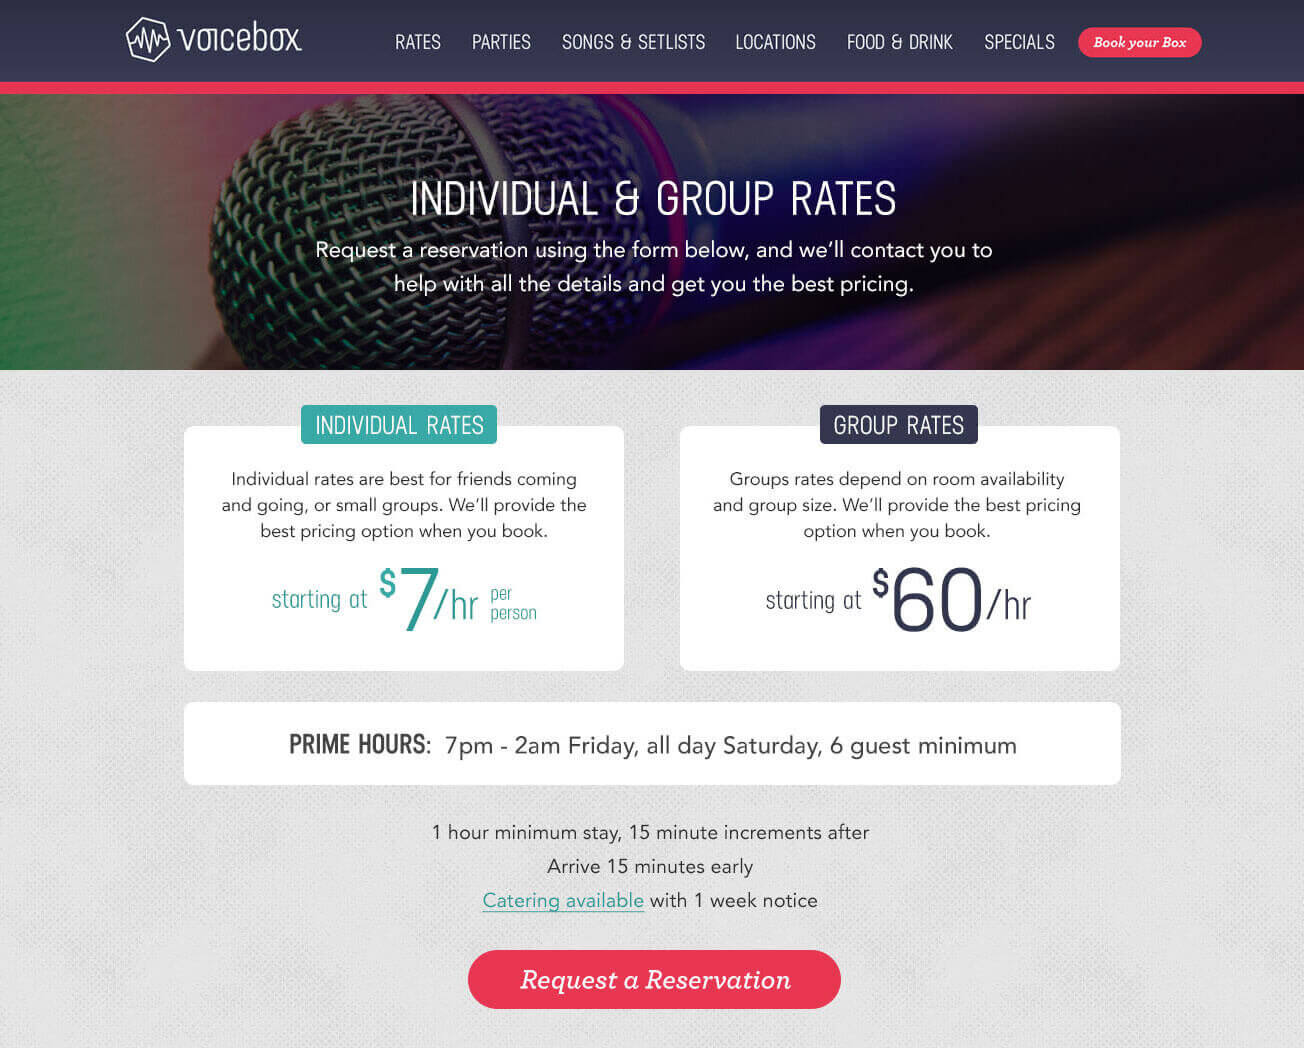 voicebox
RATES PARTIES SONGS & SETLISTS LOCATIONS FOOD & DRINK SPECIALS Book your Box
INDIVIDUAL & GROUP RATES
Request a reservation using the form below, and we'll contact you to
help with all the details and get you the best pricing.
INDIVIDUAL RATES
Individual rates are best for friends coming
and going, or small groups. We'll provide the
best pricing option when you book.
starting at $7/hr per person
GROUP RATES
Groups rates depend on room availability
and group size. We'll provide the best pricing
option when you book.
starting at $60/hr
PRIME HOURS: 7pm - 2am Friday, all day Saturday, 6 guest minimum
1 hour minimum stay, 15 minute increments after
Arrive 15 minutes early
Catering available with 1 week notice
Request a Reservation